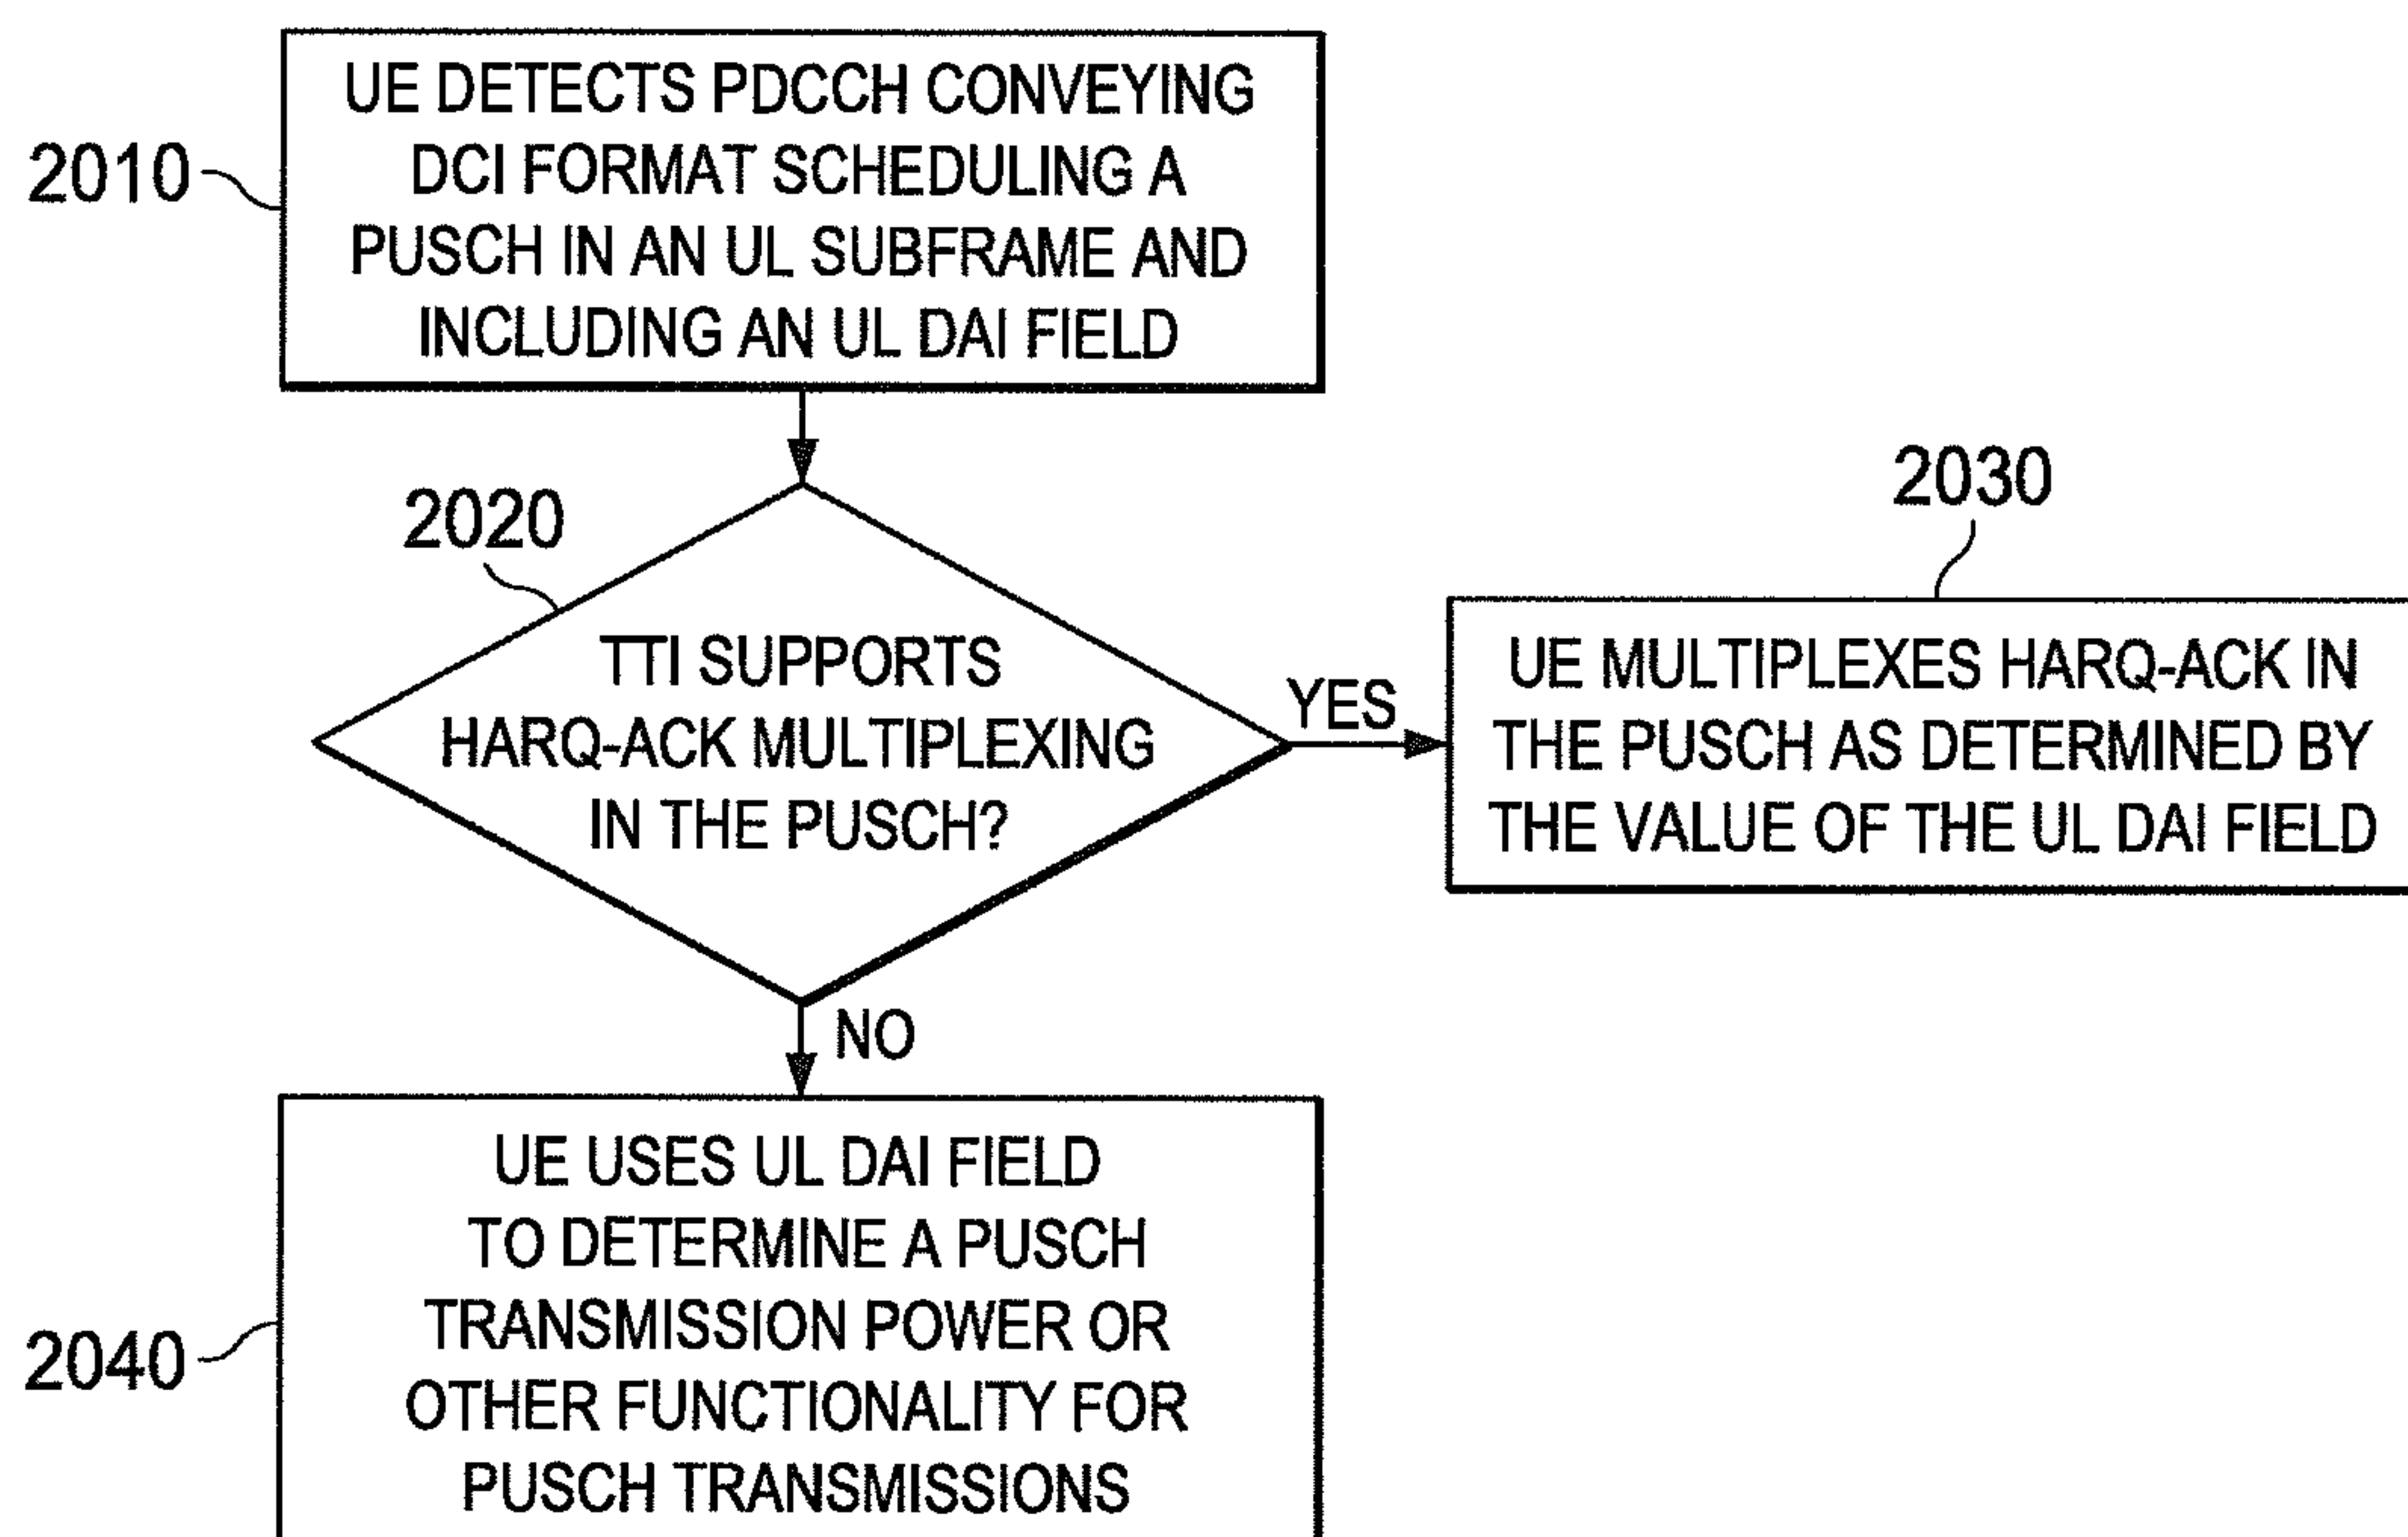 2010
UE DETECTS PDCCH CONVEYING
DCI FORMAT SCHEDULING A
PUSCH IN AN UL SUBFRAME AND
INCLUDING AN UL DAI FIELD
2020
TTI SUPPORTS
HARQ-ACK MULTIPLEXING
IN THE PUSCH?
YES
2030
UE MULTIPLEXES HARQ-ACK IN
THE PUSCH AS DETERMINED BY
THE VALUE OF THE UL DAI FIELD
NO
2040
UE USES UL DAI FIELD
TO DETERMINE A PUSCH
TRANSMISSION POWER OR
OTHER FUNCTIONALITY FOR
PUSCH TRANSMISSIONS